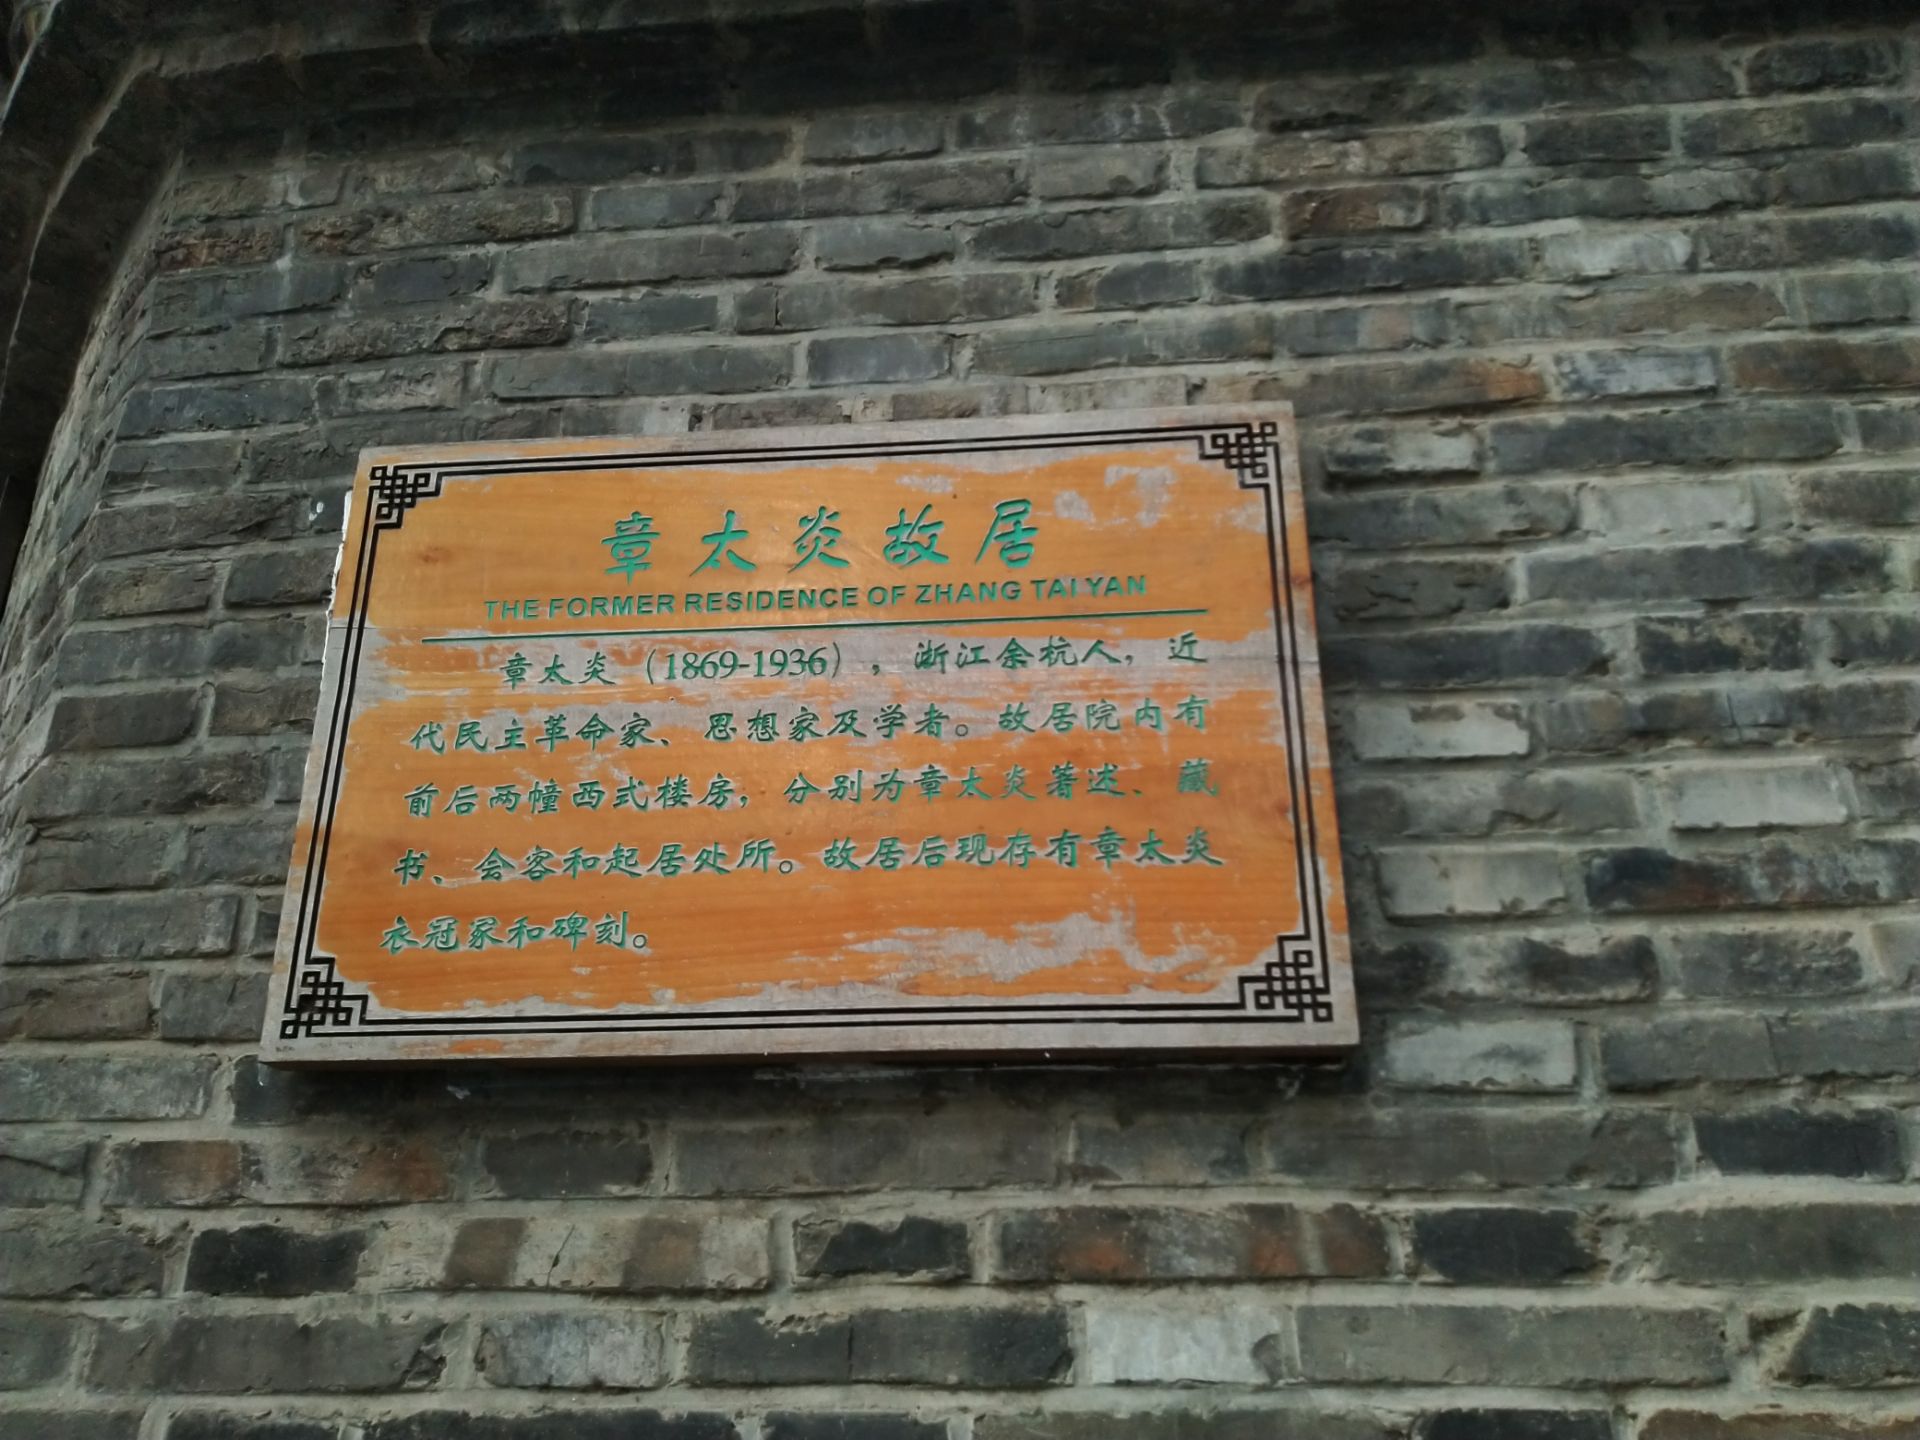 章太炎故居
THE FORMER RESIDENCE OF ZHANG TAI YAN
章太炎（1869-1936），浙江余杭人，近
代民主革命家、思想家及学者。故居院内有
前后两幢西式楼房，分别为章太炎著述、藏
书、会客和起居处所。故居后现存有章太炎
衣冠冢和碑刻。